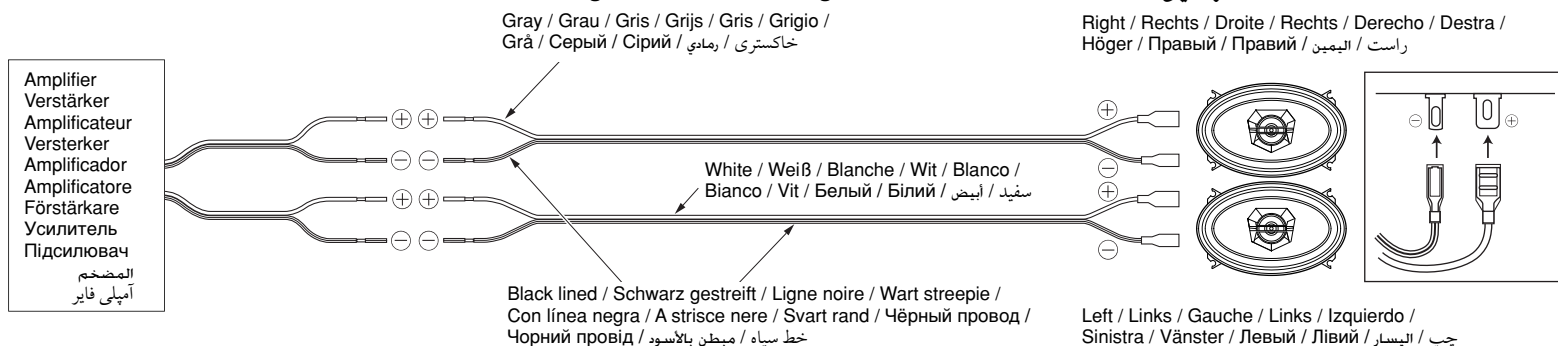 Gray / Grau / Gris / Grijs / Gris / Grigio /
Grå / Серый / Сірий / رمادي / خاکستری
Right / Rechts / Droite / Rechts / Derecho / Destra /
Höger / Правый / Правий / اليمين / راست
Amplifier
Verstärker
Amplificateur
Versterker
Amplificador
Amplificatore
Förstärkare
Усилитель
Підсилювач
المضخم
آمپلی فایر
White / Weiß / Blanche / Wit / Blanco /
Bianco / Vit / Белый / Білий / أبيض / سفید
Black lined / Schwarz gestreift / Ligne noire / Wart streepie /
Con línea negra / A strisce nere / Svart rand / Чёрный провод /
Чорний провід / مبطن بالأسود / خط سیاه
Left / Links / Gauche / Links / Izquierdo /
Sinistra / Vänster / Левый / Лівий / اليسار / چپ